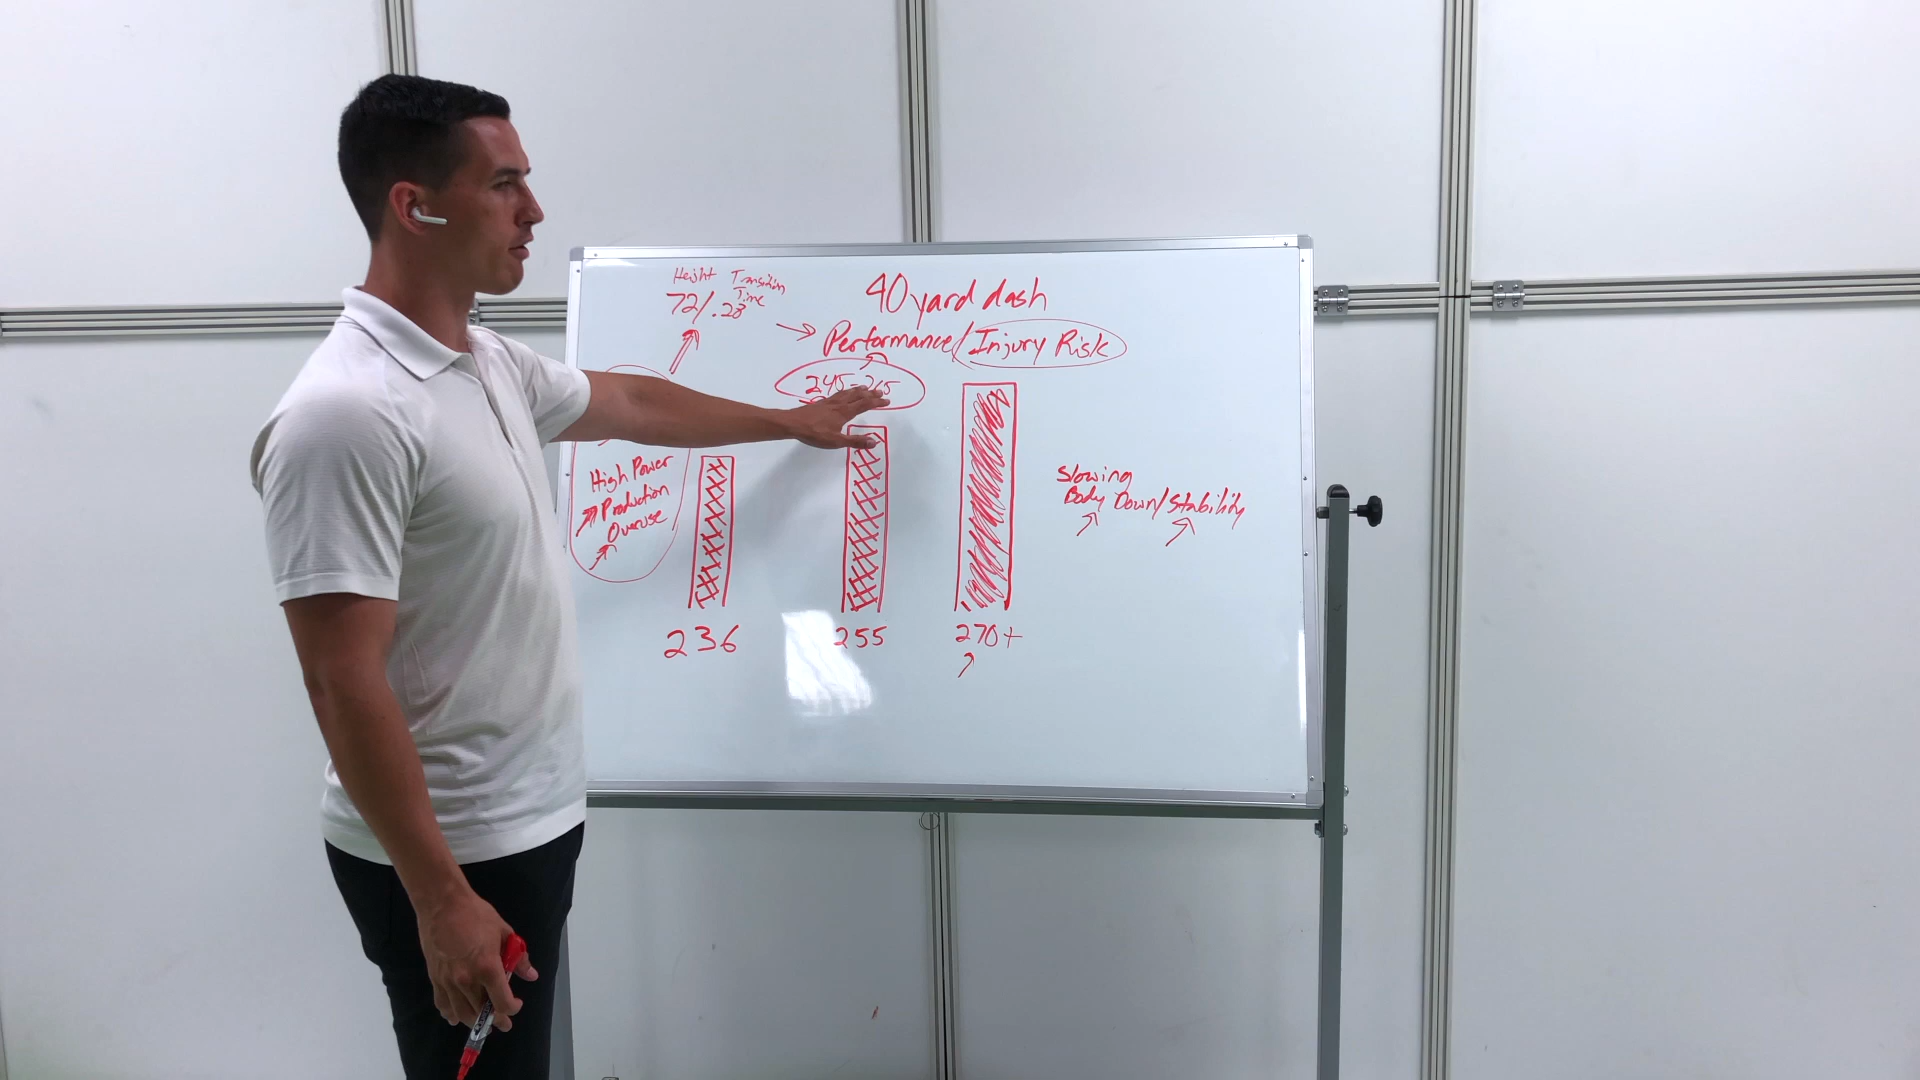 Height Transition
Time
72/.28
40 yard dash
Performance/Injury Risk
245-265
High Power
Production
Overuse
Slowing
Body Down/Stability
236
255
270+